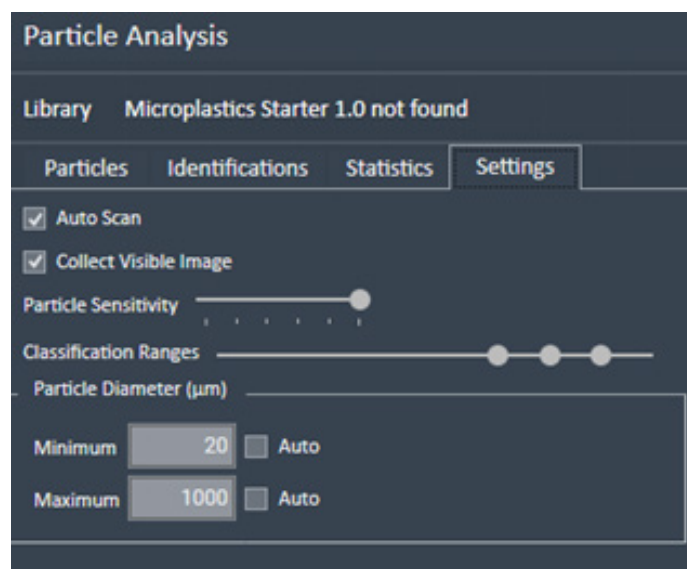 Particle Analysis
Library Microplastics Starter 1.0 not found
Particles Identifications Statistics Settings
Auto Scan
Collect Visible Image
Particle Sensitivity
Classification Ranges
Particle Diameter (μm)
Minimum 20 Auto
Maximum 1000 Auto